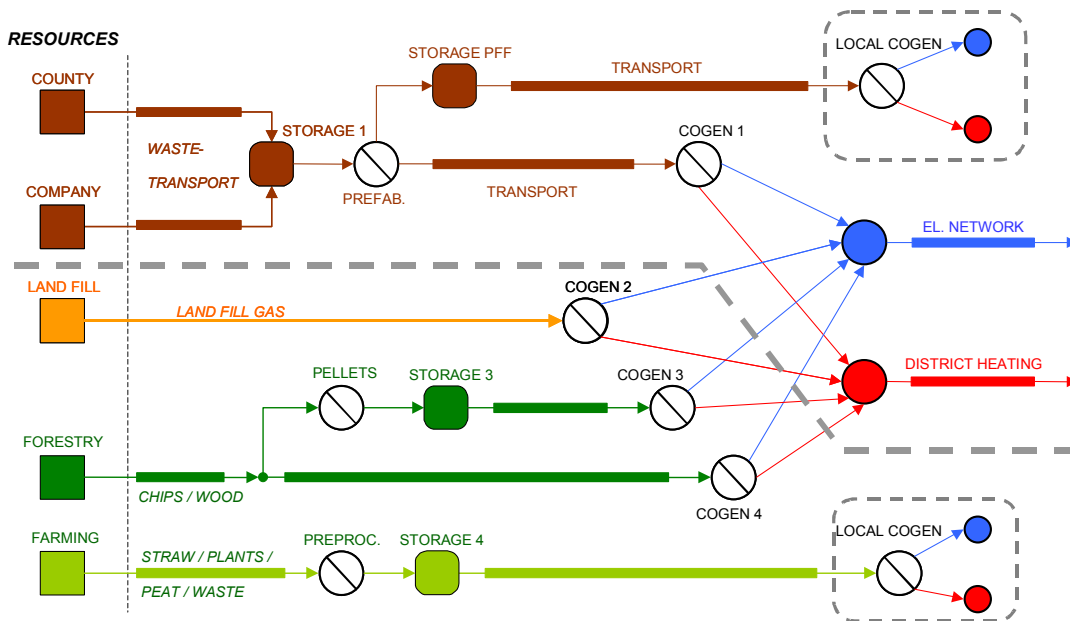 RESOURCES
COUNTY
STORAGE PFF
TRANSPORT
LOCAL COGEN
STORAGE 1
WASTE-
TRANSPORT
COGEN 1
COMPANY
PREFAB.
TRANSPORT
EL. NETWORK
LAND FILL
LAND FILL GAS
COGEN 2
DISTRICT HEATING
PELLETS
STORAGE 3
COGEN 3
FORESTRY
CHIPS / WOOD
COGEN 4
FARMING
STRAW / PLANTS /
PEAT / WASTE
PREPROC.
STORAGE 4
LOCAL COGEN